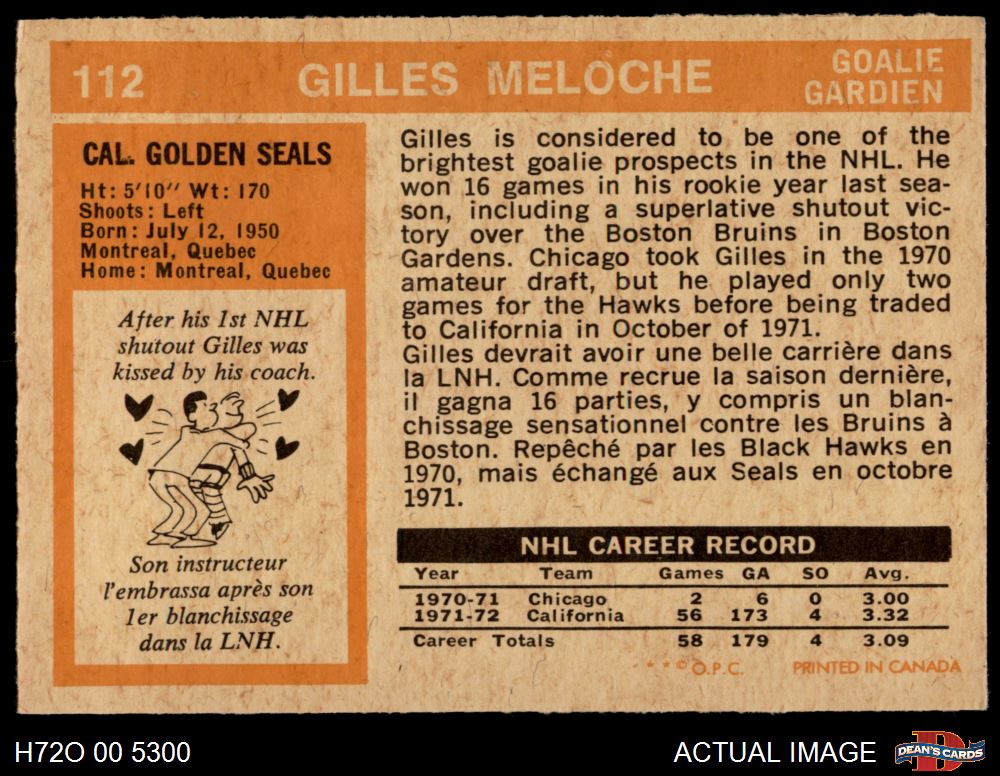 112
GILLES MELOCHE
GOALIE
GARDIEN
CAL. GOLDEN SEALS
Ht: 5'10" Wt: 170
Shoots: Left
Born: July 12, 1950
Montreal, Quebec
Home: Montreal, Quebec
After his 1st NHL
shutout Gilles was
kissed by his coach.
Son instructeur
l'embrassa après son
1er blanchissage
dans la LNH.
Gilles is considered to be one of the
brightest goalie prospects in the NHL. He
won 16 games in his rookie year last sea-
son, including a superlative shutout vic-
tory over the Boston Bruins in Boston
Gardens. Chicago took Gilles in the 1970
amateur draft, but he played only two
games for the Hawks before being traded
to California in October of 1971.
Gilles devrait avoir une belle carrière dans
la LNH. Comme recrue la saison dernière,
il gagna 16 parties, y compris un blan-
chissage sensationnel contre les Bruins à
Boston. Repêché par les Black Hawks en
1970, mais échangé aux Seals en octobre
1971.
NHL CAREER RECORD
Year Team Games GA SO Avg.
1970-71 Chicago 2 6 0 3.00
1971-72 California 56 173 4 3.32
Career Totals 58 179 4 3.09
* * © O.P.C. PRINTED IN CANADA
H72O 00 5300
ACTUAL IMAGE
DEAN'S CARDS